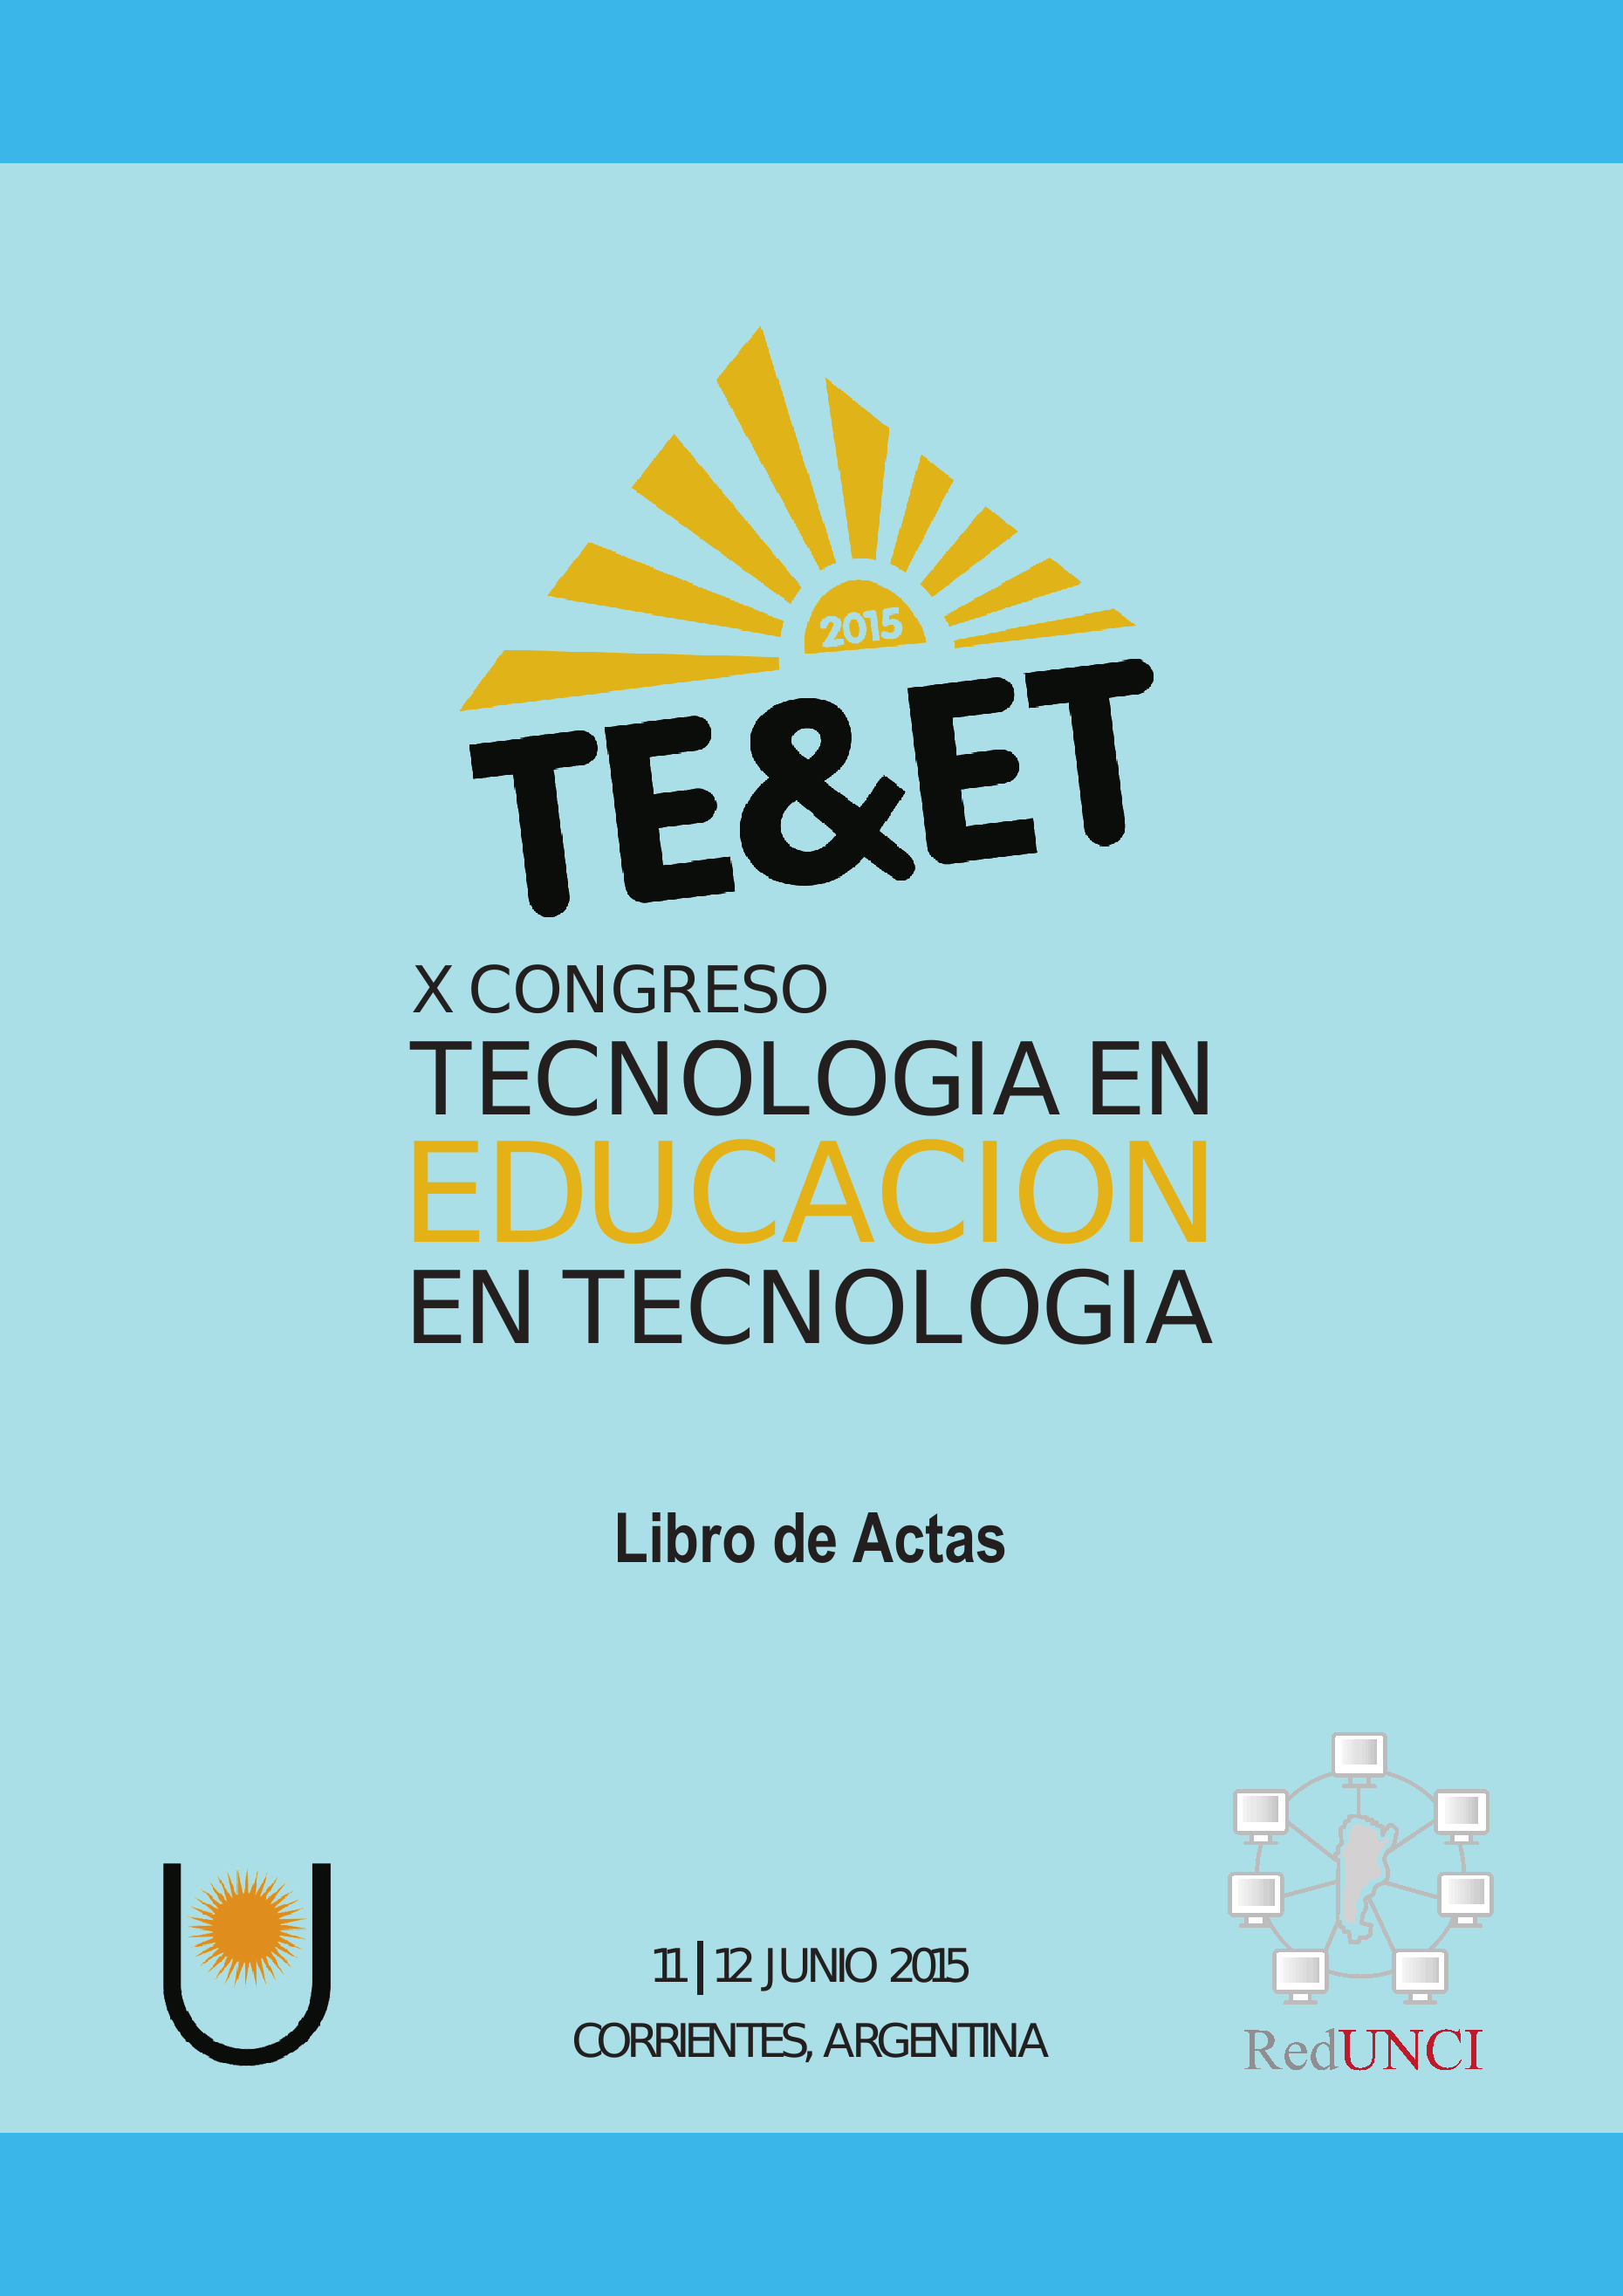 2015
TE&ET
X CONGRESO
TECNOLOGIA EN
EDUCACION
EN TECNOLOGIA
Libro de Actas
11|12 JUNIO 2015
CORRIENTES, ARGENTINA
RedUNCI